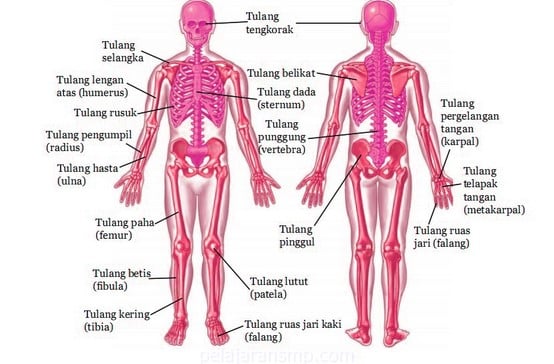 Tulang
tengkorak
Tulang
selangka
Tulang belikat
Tulang lengan
atas (humerus)
Tulang dada
(sternum)
Tulang rusuk
Tulang
pergelangan
tangan
(karpal)
Tulang
punggung
(vertebra)
Tulang pengumpil
(radius)
Tulang hasta
(ulna)
Tulang
telapak
tangan
(metakarpal)
Tulang paha
(femur)
Tulang
pinggul
Tulang ruas
jari (falang)
Tulang betis
(fibula)
Tulang lutut
(patela)
Tulang kering
(tibia)
Tulang ruas jari kaki
(falang)
pelajaransmp.com